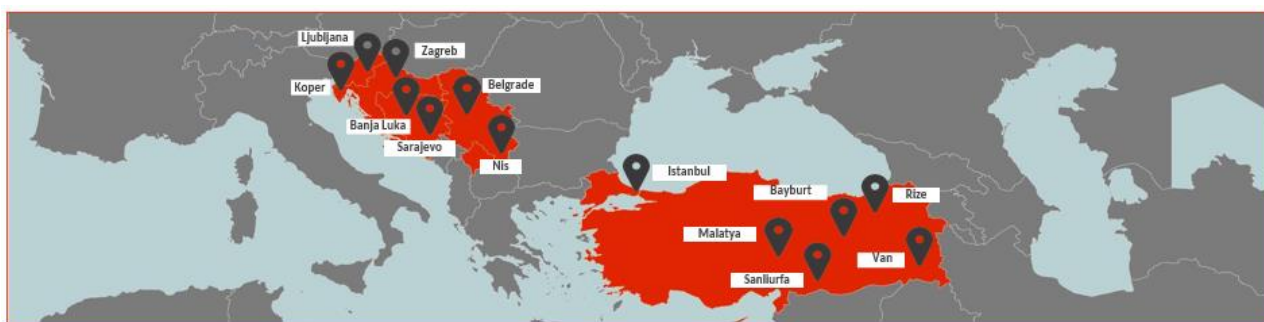 Ljubljana
Zagreb
Koper
Belgrade
Banja Luka
Sarajevo
Nis
Istanbul
Bayburt
Rize
Malatya
Van
Sanliurfa